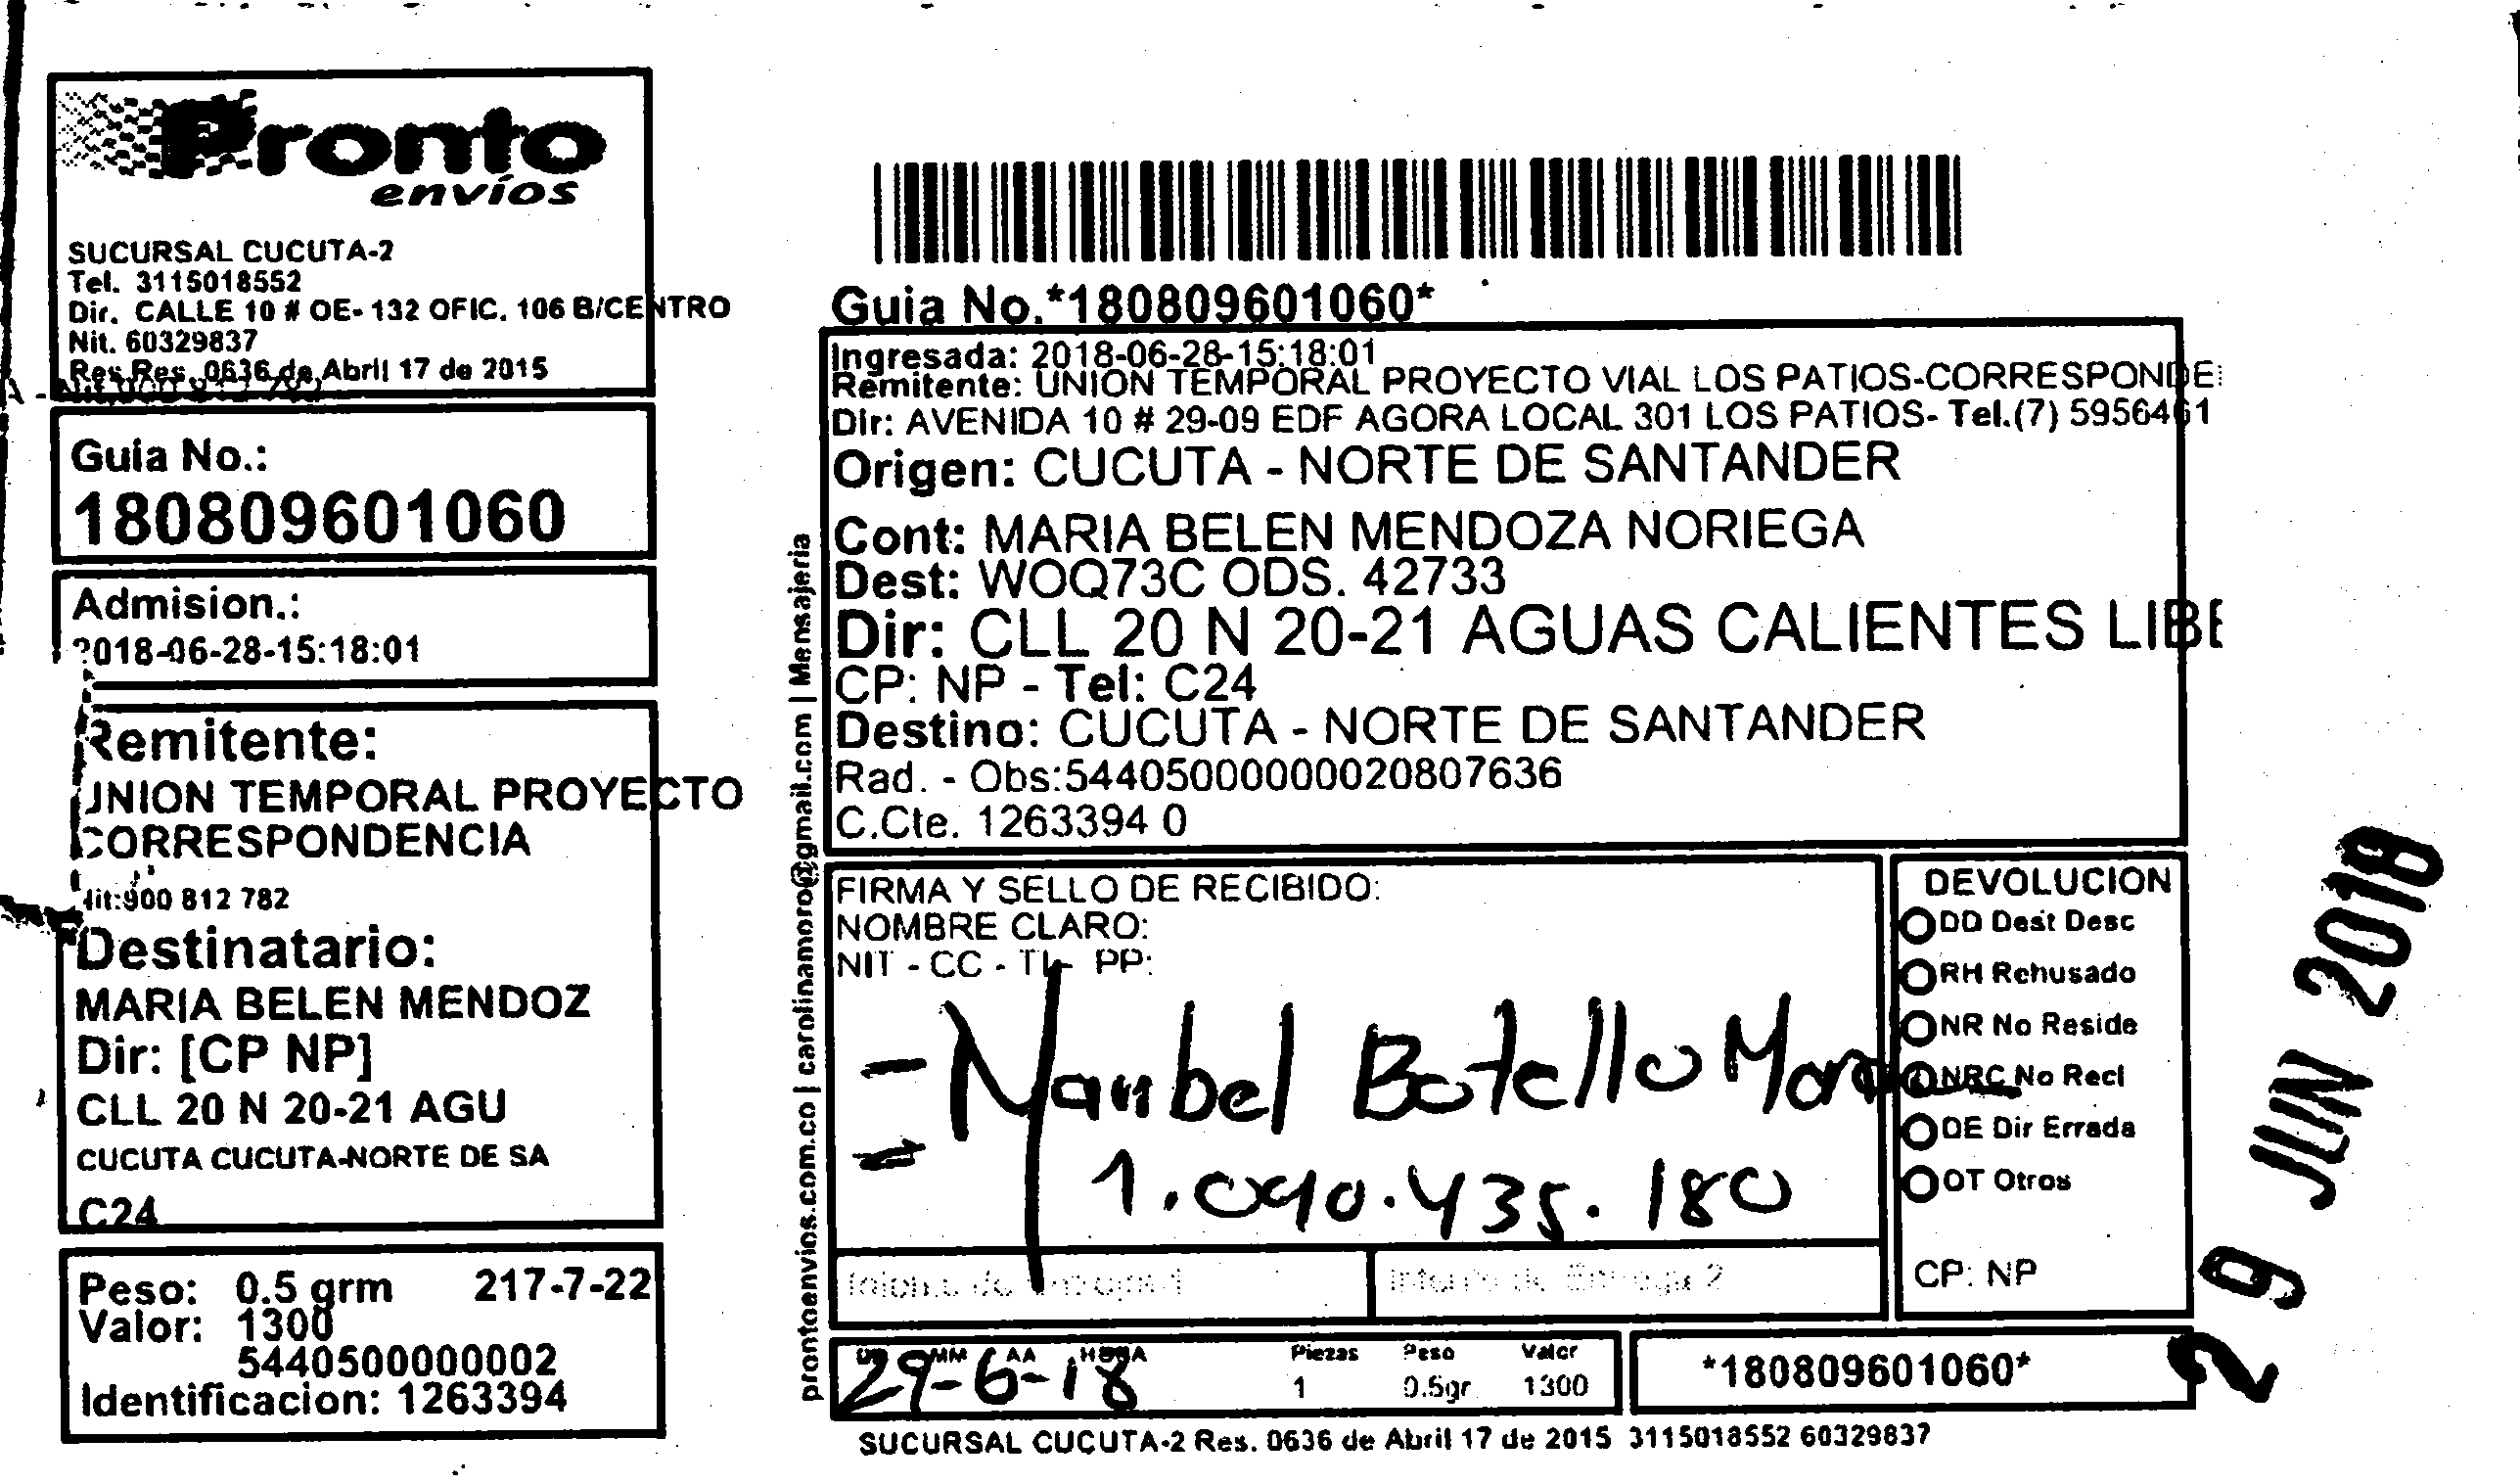 Pronto
envíos
SUCURSAL CUCUTA-2
Tel. 3115018552
Dir. CALLE 10 # OE- 132 OFIC. 106 B/CENTRO
Nit. 60329837
Res.Res. 0636 de Abril 17 de 2015
Guia No.:
180809601060
Admision.:
2018-06-28-15:18:01
Remitente:
UNION TEMPORAL PROYECTO
CORRESPONDENCIA
Nit:900 812 782
Destinatario:
MARIA BELEN MENDOZ
Dir: [CP NP]
CLL 20 N 20-21 AGU
CUCUTA CUCUTA-NORTE DE SA
C24
Peso: 0.5 grm 217-7-22
Valor: 1300
5440500000002
Identificacion: 1263394
prontoenvios.com.co | carolinamoro@gmail.com | Mensajeria
Guia No.*180809601060*
Ingresada: 2018-06-28-15:18:01
Remitente: UNION TEMPORAL PROYECTO VIAL LOS PATIOS-CORRESPONDE
Dir: AVENIDA 10 # 29-09 EDF AGORA LOCAL 301 LOS PATIOS- Tel.(7) 5956461
Origen: CUCUTA - NORTE DE SANTANDER
Cont: MARIA BELEN MENDOZA NORIEGA
Dest: WOQ73C ODS. 42733
Dir: CLL 20 N 20-21 AGUAS CALIENTES LIBE
CP: NP - Tel: C24
Destino: CUCUTA - NORTE DE SANTANDER
Rad. - Obs:54405000000020807636
C.Cte. 1263394 0
FIRMA Y SELLO DE RECIBIDO:
NOMBRE CLARO:
NIT - CC - TI - PP:
Botello
1.090.435.180
DEVOLUCION
DD Dest Desc
RH Rehusado
NR No Reside
NRC No Recl
DE Dir Errada
OT Otros
CP: NP
29 JUN 2018
MM AA HORA Piezas Peso Valor
29-6-18 1 0.5gr 1300
*180809601060*
SUCURSAL CUCUTA-2 Res. 0636 de Abril 17 de 2015 3115018552 60329837